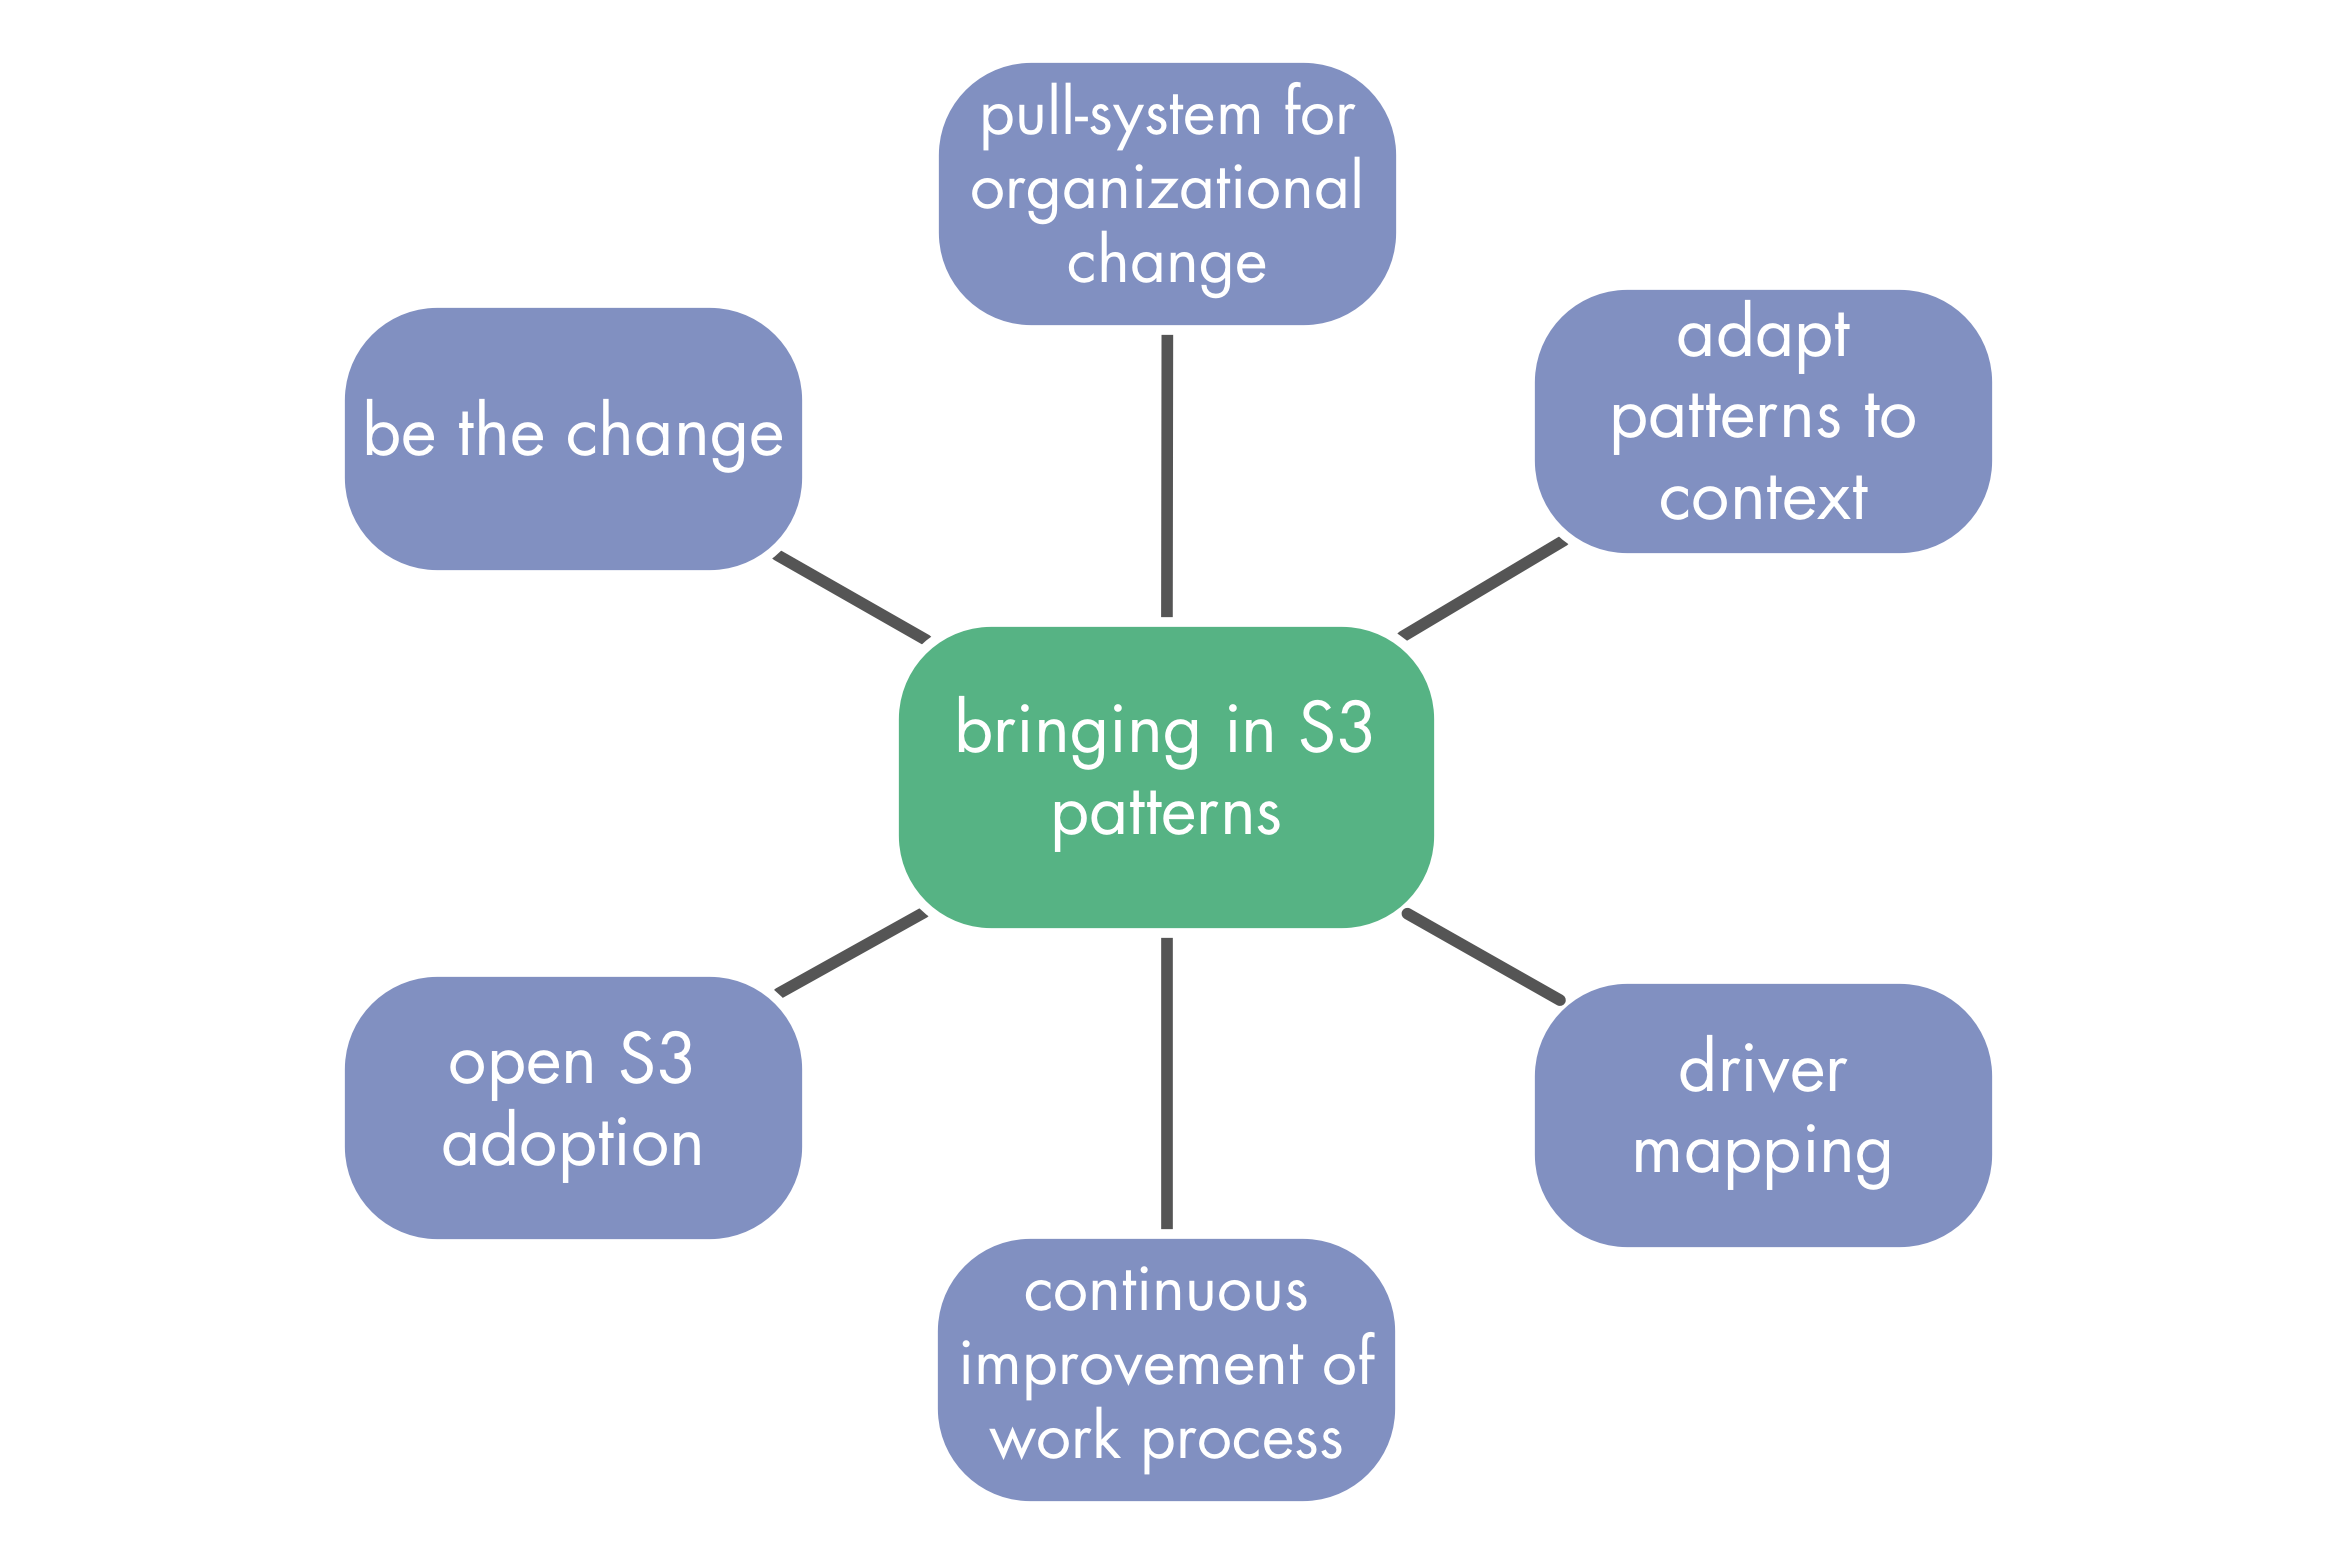 pull-system for
organizational
change
be the change
adapt
patterns to
context
bringing in S3
patterns
open S3
adoption
driver
mapping
continuous
improvement of
work process